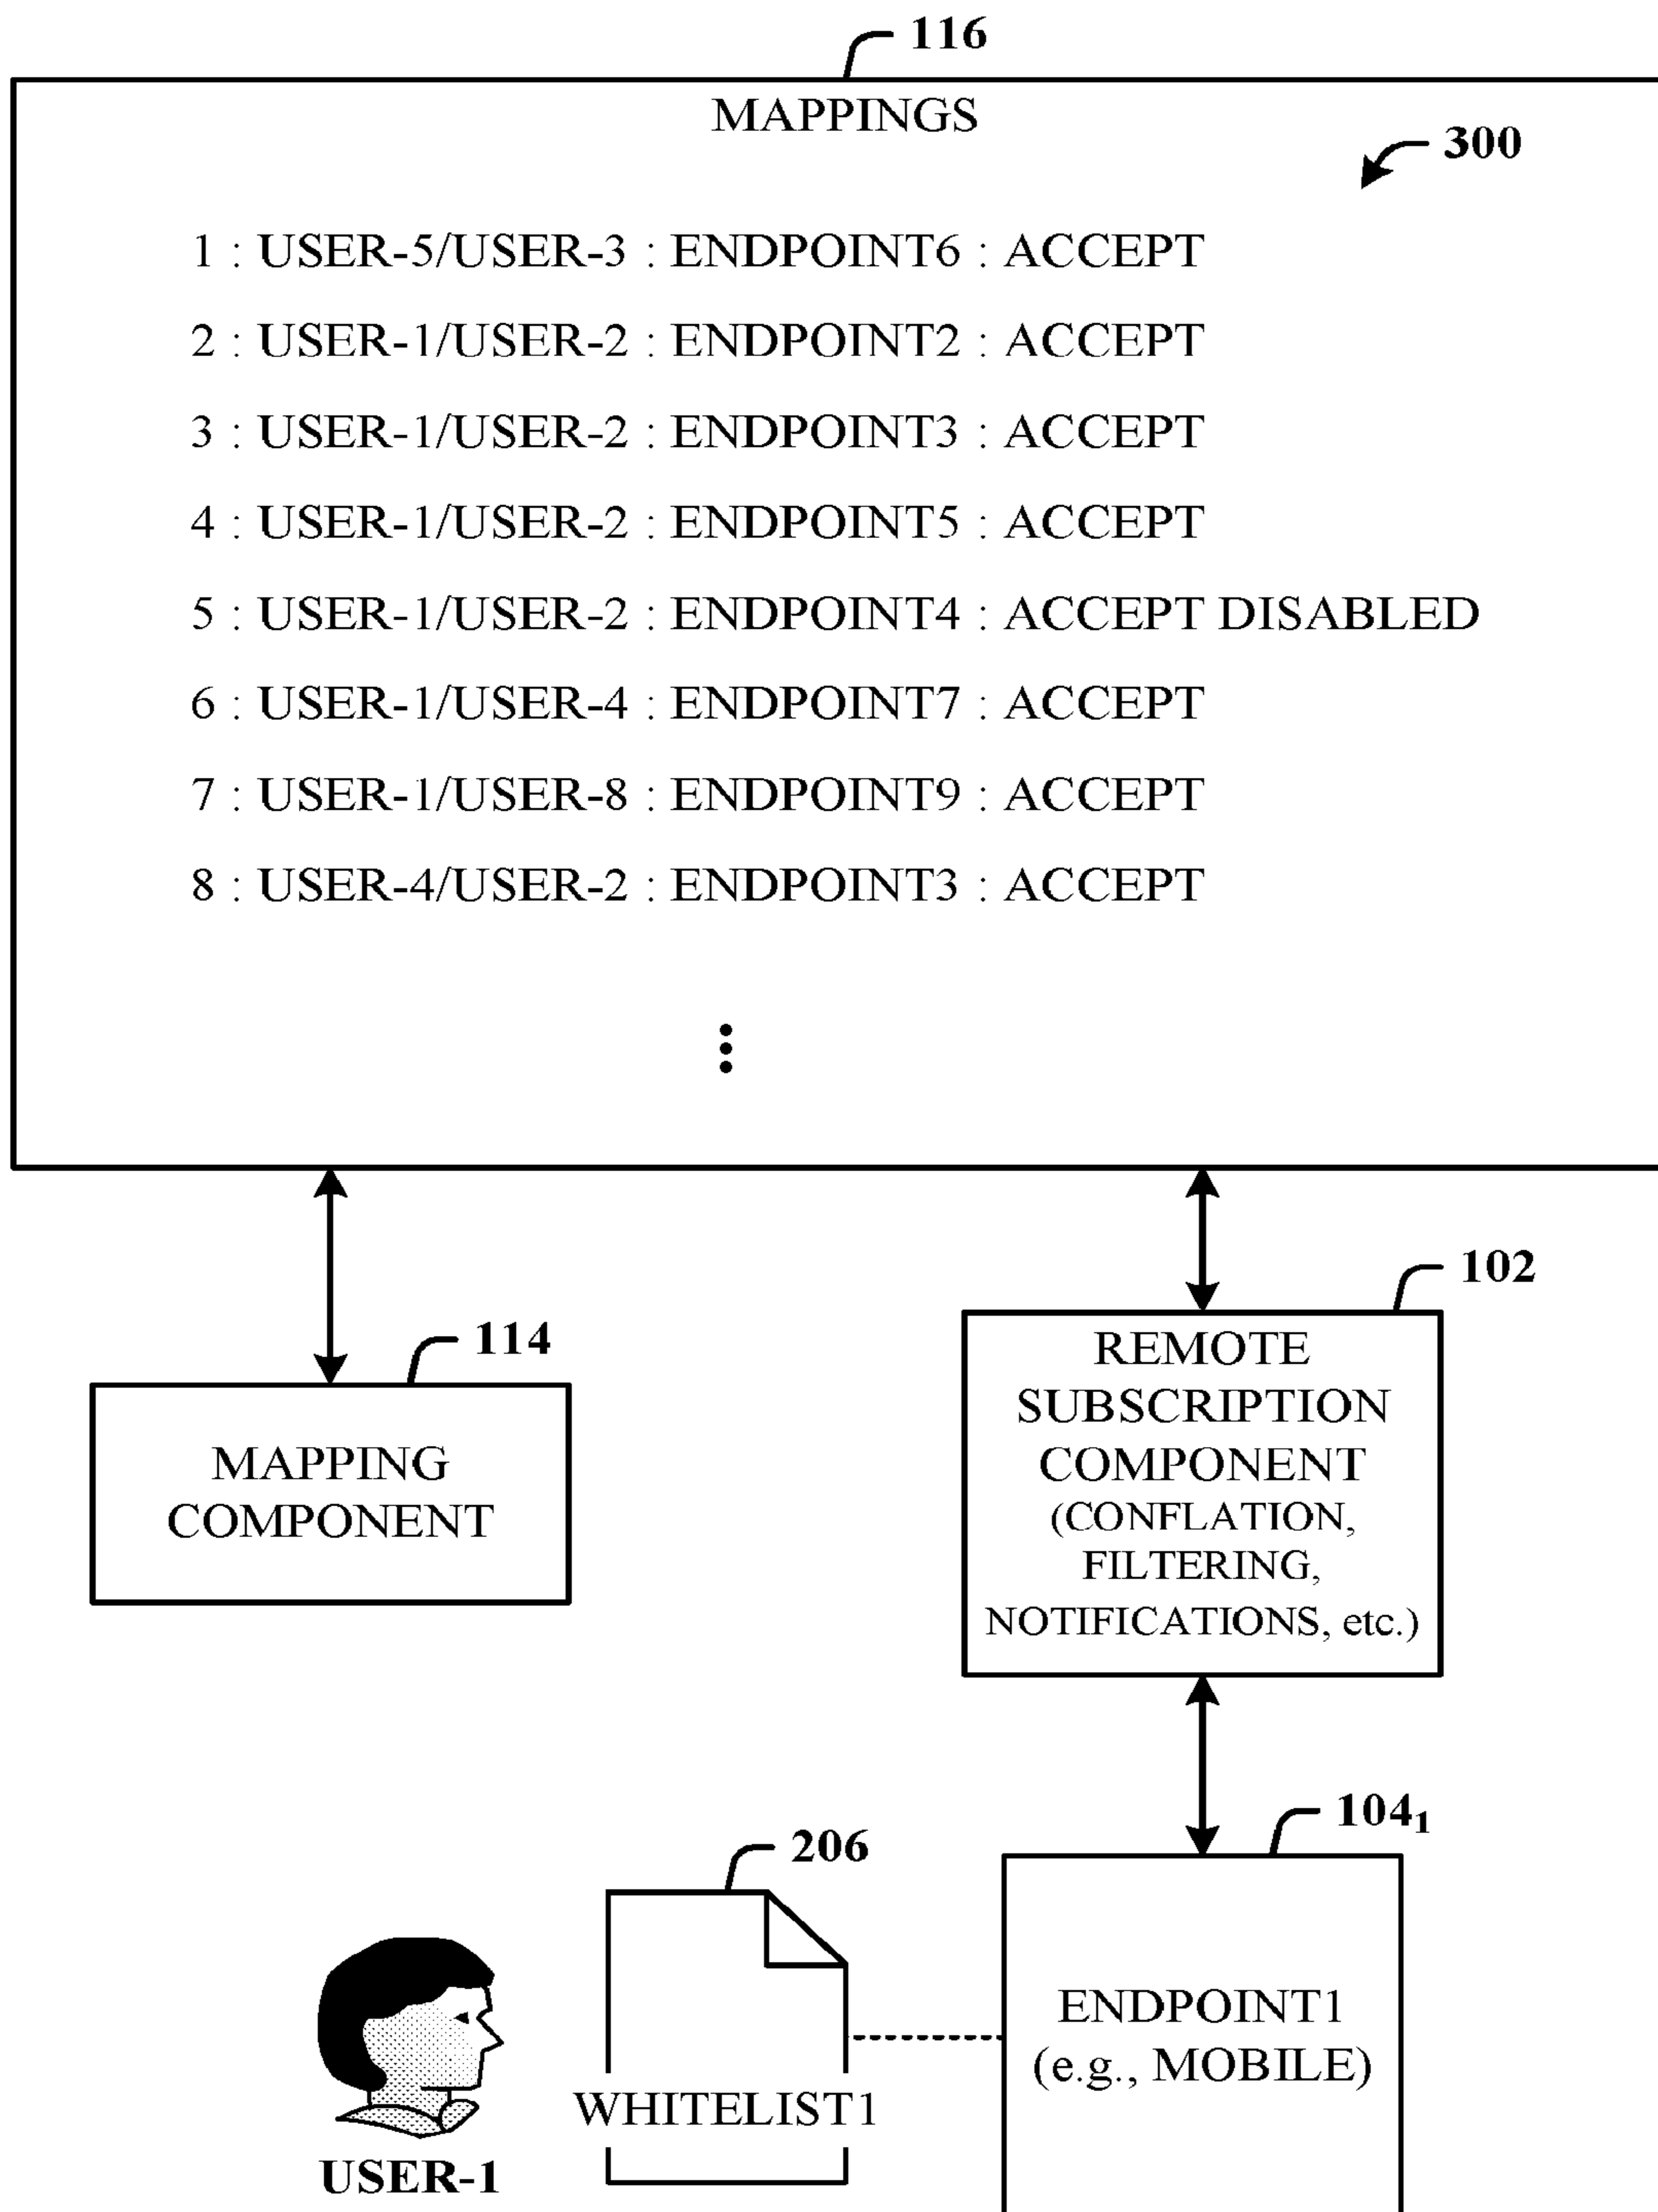 116
MAPPINGS
300
1 : USER-5/USER-3 : ENDPOINT6 : ACCEPT
2 : USER-1/USER-2 : ENDPOINT2 : ACCEPT
3 : USER-1/USER-2 : ENDPOINT3 : ACCEPT
4 : USER-1/USER-2 : ENDPOINT5 : ACCEPT
5 : USER-1/USER-2 : ENDPOINT4 : ACCEPT DISABLED
6 : USER-1/USER-4 : ENDPOINT7 : ACCEPT
7 : USER-1/USER-8 : ENDPOINT9 : ACCEPT
8 : USER-4/USER-2 : ENDPOINT3 : ACCEPT
114
MAPPING
COMPONENT
102
REMOTE
SUBSCRIPTION
COMPONENT
(CONFLATION,
FILTERING,
NOTIFICATIONS, etc.)
206
WHITELIST1
USER-1
104₁
ENDPOINT1
(e.g., MOBILE)